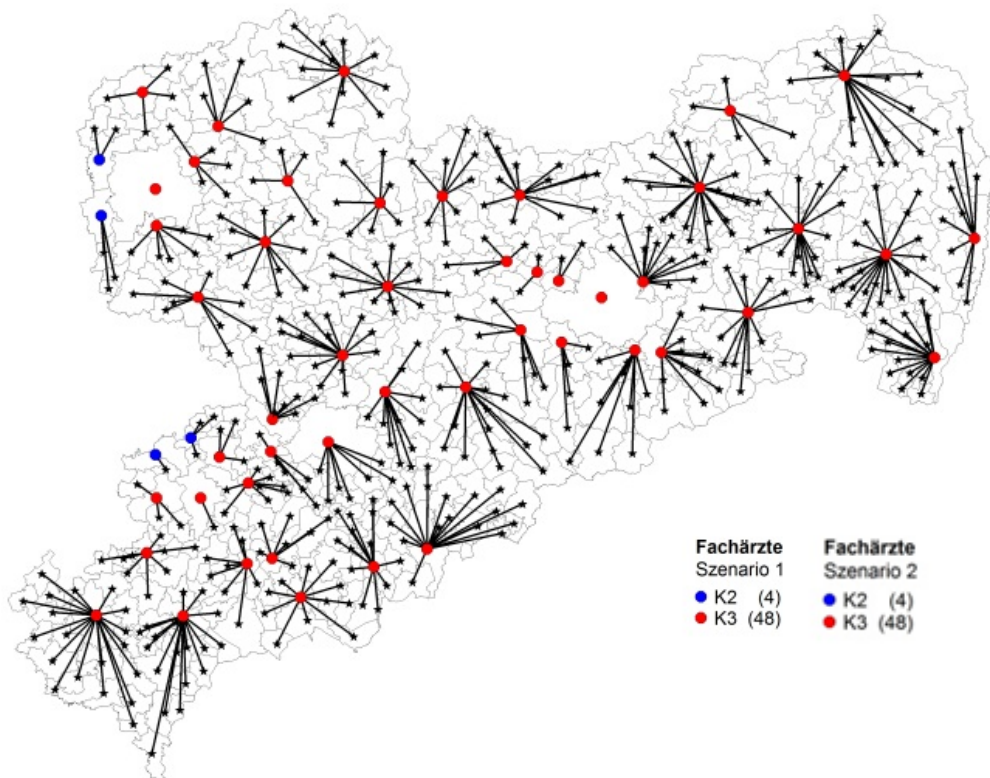 Fachärzte
Szenario 1
K2 (4)
K3 (48)
Fachärzte
Szenario 2
K2 (4)
K3 (48)